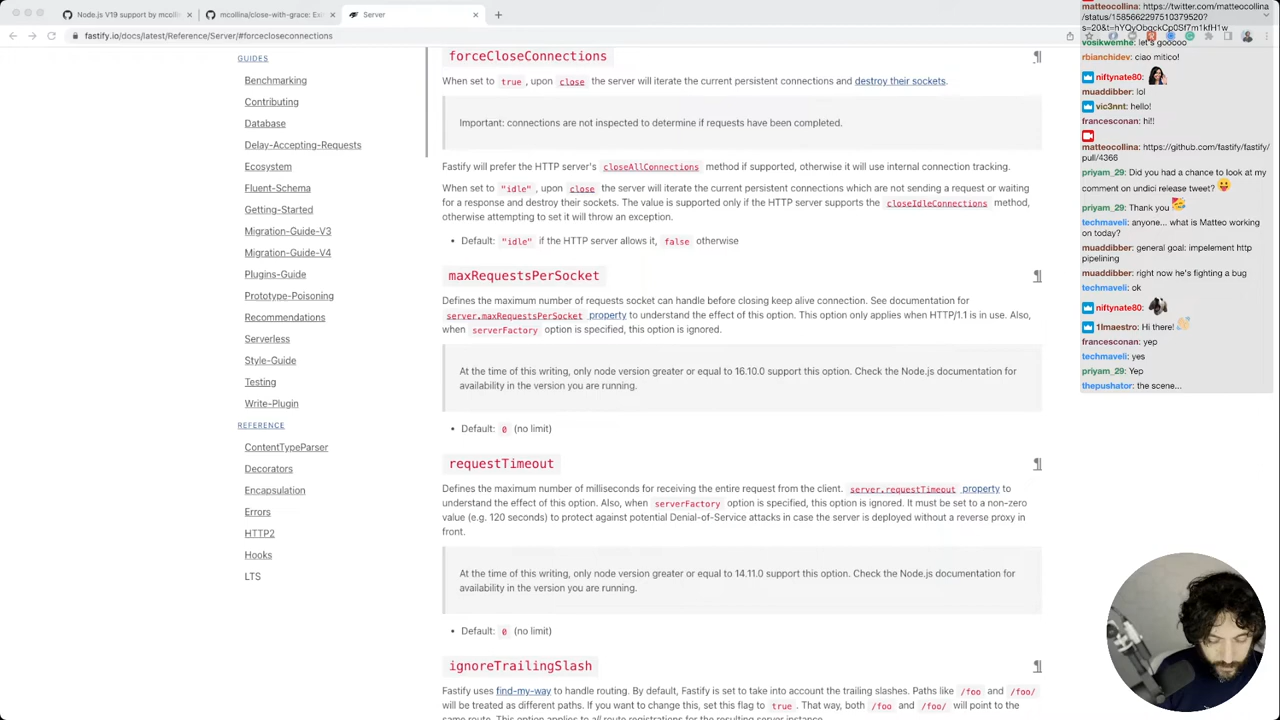 Node.js V19 support by mcolli
mcollina/close-with-grace: Exi
Server
fastify.io/docs/latest/Reference/Server/#forcecloseconnections
GUIDES
Benchmarking
Contributing
Database
Delay-Accepting-Requests
Ecosystem
Fluent-Schema
Getting-Started
Migration-Guide-V3
Migration-Guide-V4
Plugins-Guide
Prototype-Poisoning
Recommendations
Serverless
Style-Guide
Testing
Write-Plugin
REFERENCE
ContentTypeParser
Decorators
Encapsulation
Errors
HTTP2
Hooks
LTS
forceCloseConnections ¶
When set to true , upon close the server will iterate the current persistent connections and destroy their sockets.
Important: connections are not inspected to determine if requests have been completed.
Fastify will prefer the HTTP server's closeAllConnections method if supported, otherwise it will use internal connection tracking.
When set to "idle" , upon close the server will iterate the current persistent connections which are not sending a request or waiting
for a response and destroy their sockets. The value is supported only if the HTTP server supports the closeIdleConnections method,
otherwise attempting to set it will throw an exception.
• Default: "idle" if the HTTP server allows it, false otherwise
maxRequestsPerSocket ¶
Defines the maximum number of requests socket can handle before closing keep alive connection. See documentation for
server.maxRequestsPerSocket property to understand the effect of this option. This option only applies when HTTP/1.1 is in use. Also,
when serverFactory option is specified, this option is ignored.
At the time of this writing, only node version greater or equal to 16.10.0 support this option. Check the Node.js documentation for
availability in the version you are running.
• Default: 0 (no limit)
requestTimeout ¶
Defines the maximum number of milliseconds for receiving the entire request from the client. server.requestTimeout property to
understand the effect of this option. Also, when serverFactory option is specified, this option is ignored. It must be set to a non-zero
value (e.g. 120 seconds) to protect against potential Denial-of-Service attacks in case the server is deployed without a reverse proxy in
front.
At the time of this writing, only node version greater or equal to 14.11.0 support this option. Check the Node.js documentation for
availability in the version you are running.
• Default: 0 (no limit)
ignoreTrailingSlash ¶
Fastify uses find-my-way to handle routing. By default, Fastify is set to take into account the trailing slashes. Paths like /foo and /foo/
will be treated as different paths. If you want to change this, set this flag to true . That way, both /foo and /foo/ will point to the
same route. This option applies to all route registrations for the resulting server instance.
matteocollina: https://twitter.com/matteocollina
vosikwemhe: let's gooooo
rbianchidev: ciao mitico!
niftynate80:
muaddibber: lol
vic3nnt: hello!
francesconan: hi!!
matteocollina: https://github.com/fastify/fastify/
pull/4366
priyam_29: Did you had a chance to look at my
comment on undici release tweet?
priyam_29: Thank you
techmaveli: anyone... what is Matteo working
on today?
muaddibber: general goal: impelement http
pipelining
muaddibber: right now he's fighting a bug
techmaveli: ok
niftynate80:
11maestro: Hi there!
francesconan: yep
techmaveli: yes
priyam_29: Yep
thepushator: the scene...